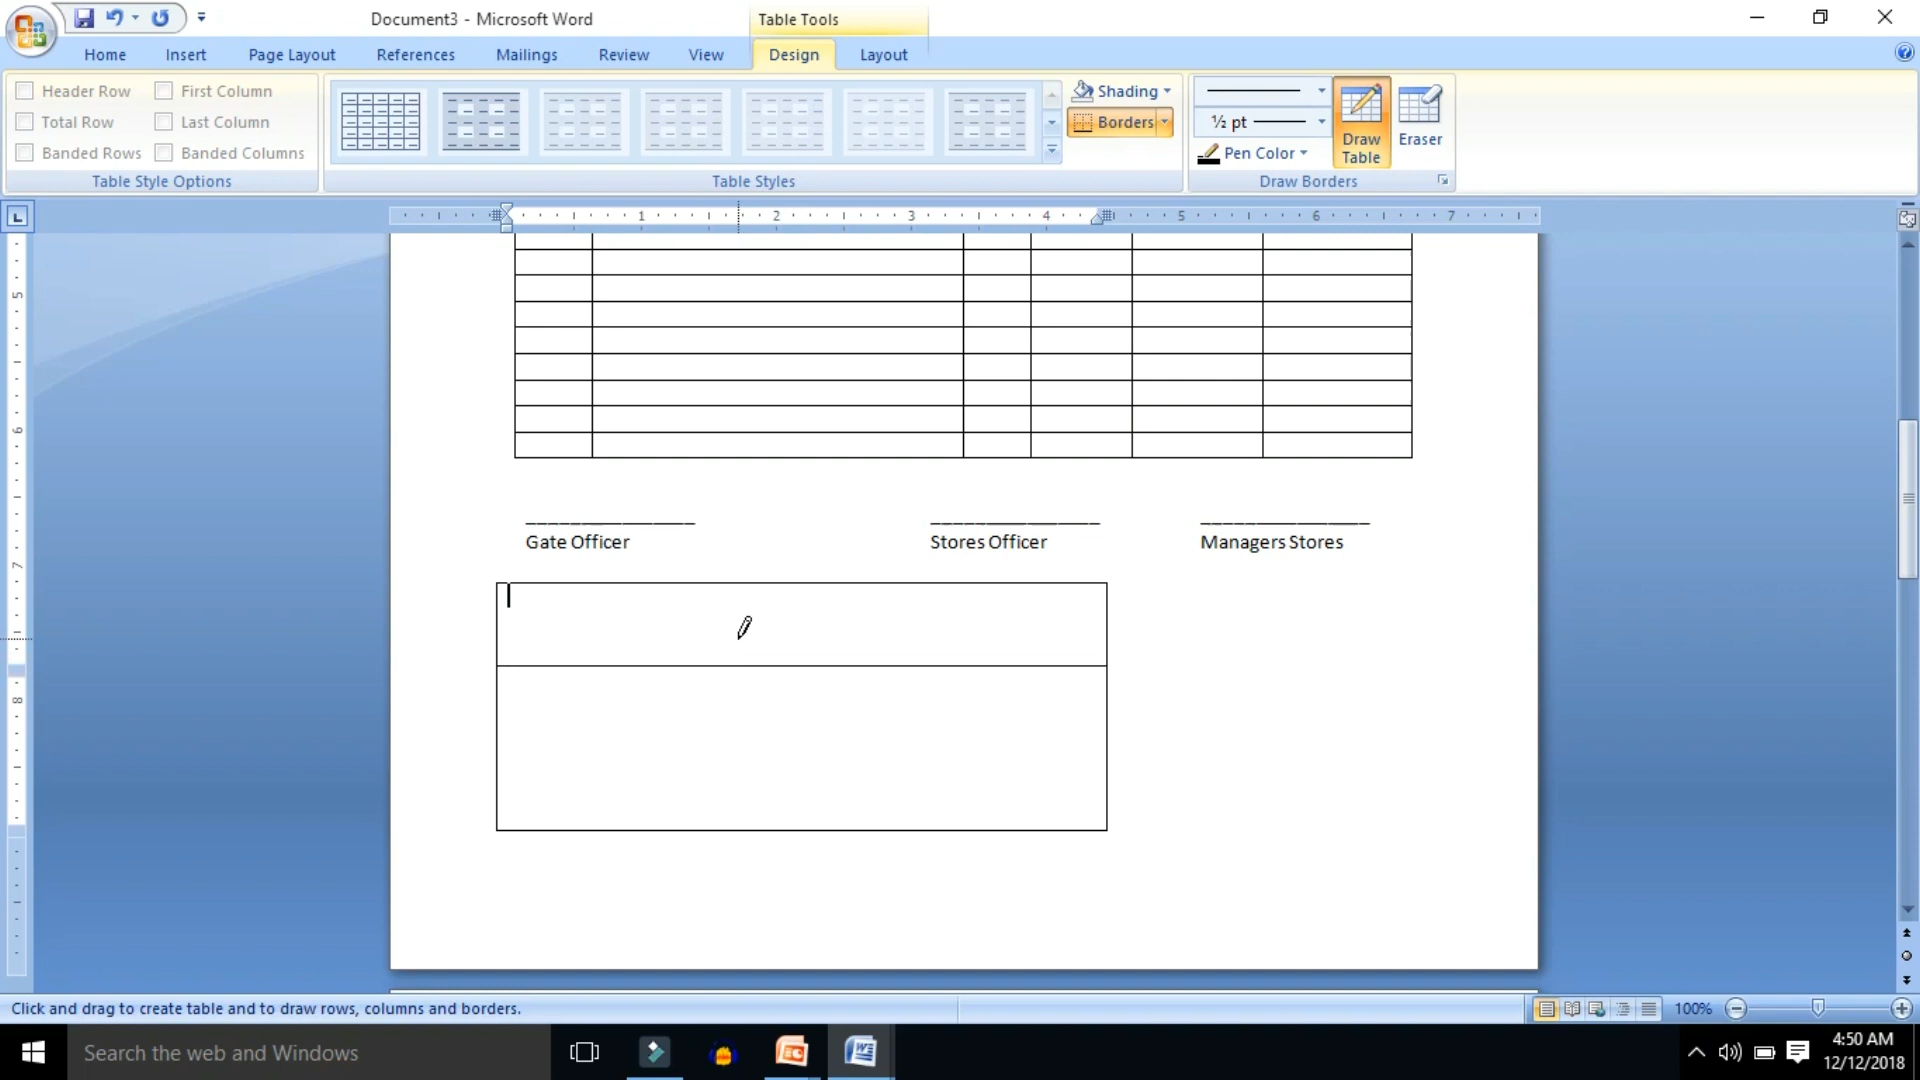 Document3 - Microsoft Word
Table Tools
Home Insert Page Layout References Mailings Review View Design Layout
Header Row First Column
Total Row Last Column
Banded Rows Banded Columns
Table Style Options
Table Styles
Shading
Borders
½ pt
Pen Color
Draw Table
Eraser
Draw Borders
1 2 3 4 5 6 7
5
6
7
8
Gate Officer Stores Officer Managers Stores
Click and drag to create table and to draw rows, columns and borders.
100%
Search the web and Windows
4:50 AM
12/12/2018